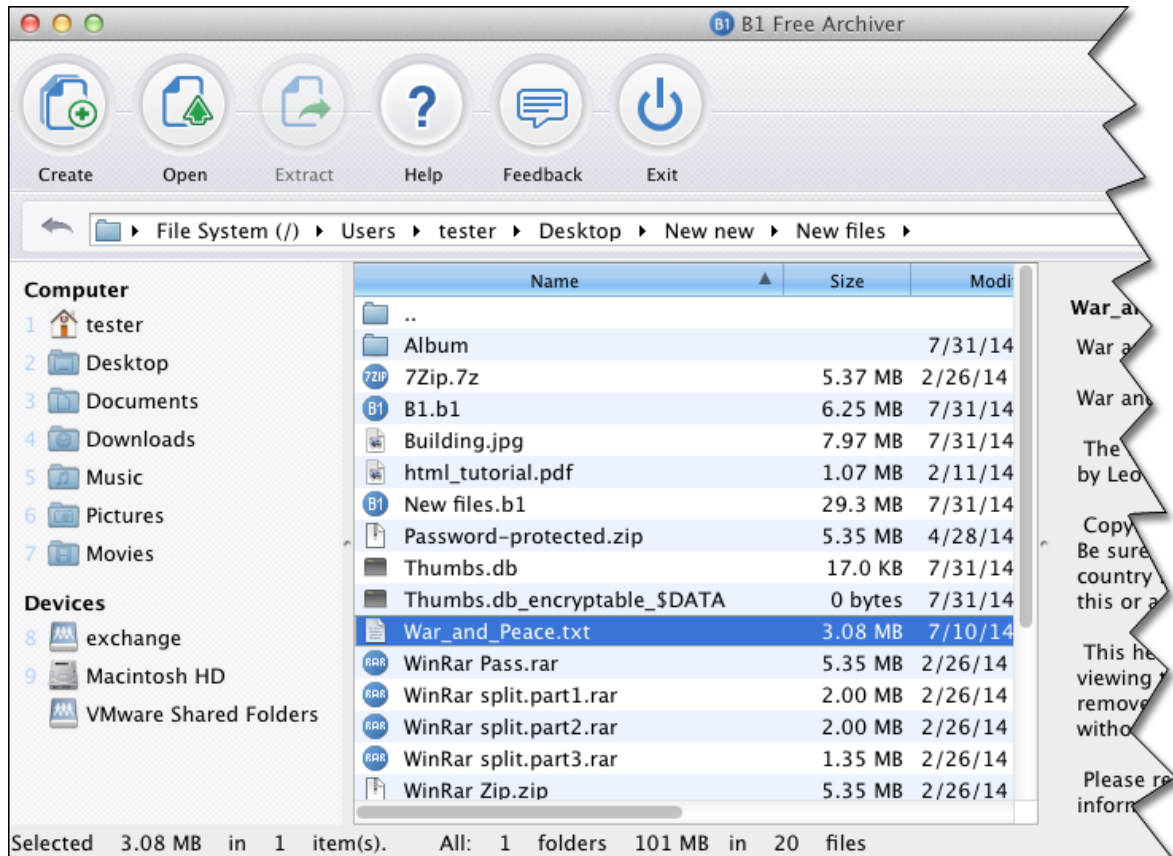 B1 B1 Free Archiver
Create Open Extract Help Feedback Exit
File System (/) Users tester Desktop New new New files
Computer
1 tester
2 Desktop
3 Documents
4 Downloads
5 Music
6 Pictures
7 Movies
Devices
8 exchange
9 Macintosh HD
VMware Shared Folders
Name Size
..
Album 7/31/14
7ZIP 7Zip.7z 5.37 MB 2/26/14
B1 B1.b1 6.25 MB 7/31/14
Building.jpg 7.97 MB 7/31/14
html_tutorial.pdf 1.07 MB 2/11/14
B1 New files.b1 29.3 MB 7/31/14
Password-protected.zip 5.35 MB 4/28/14
Thumbs.db 17.0 KB 7/31/14
Thumbs.db_encryptable_$DATA 0 bytes 7/31/14
War_and_Peace.txt 3.08 MB 7/10/14
RAR WinRar Pass.rar 5.35 MB 2/26/14
RAR WinRar split.part1.rar 2.00 MB 2/26/14
RAR WinRar split.part2.rar 2.00 MB 2/26/14
RAR WinRar split.part3.rar 1.35 MB 2/26/14
WinRar Zip.zip 5.35 MB 2/26/14
War
War and
The
by Leo
Be sure
country
this or
This
viewing
remove
Please
Selected 3.08 MB in 1 item(s). All: 1 folders 101 MB in 20 files